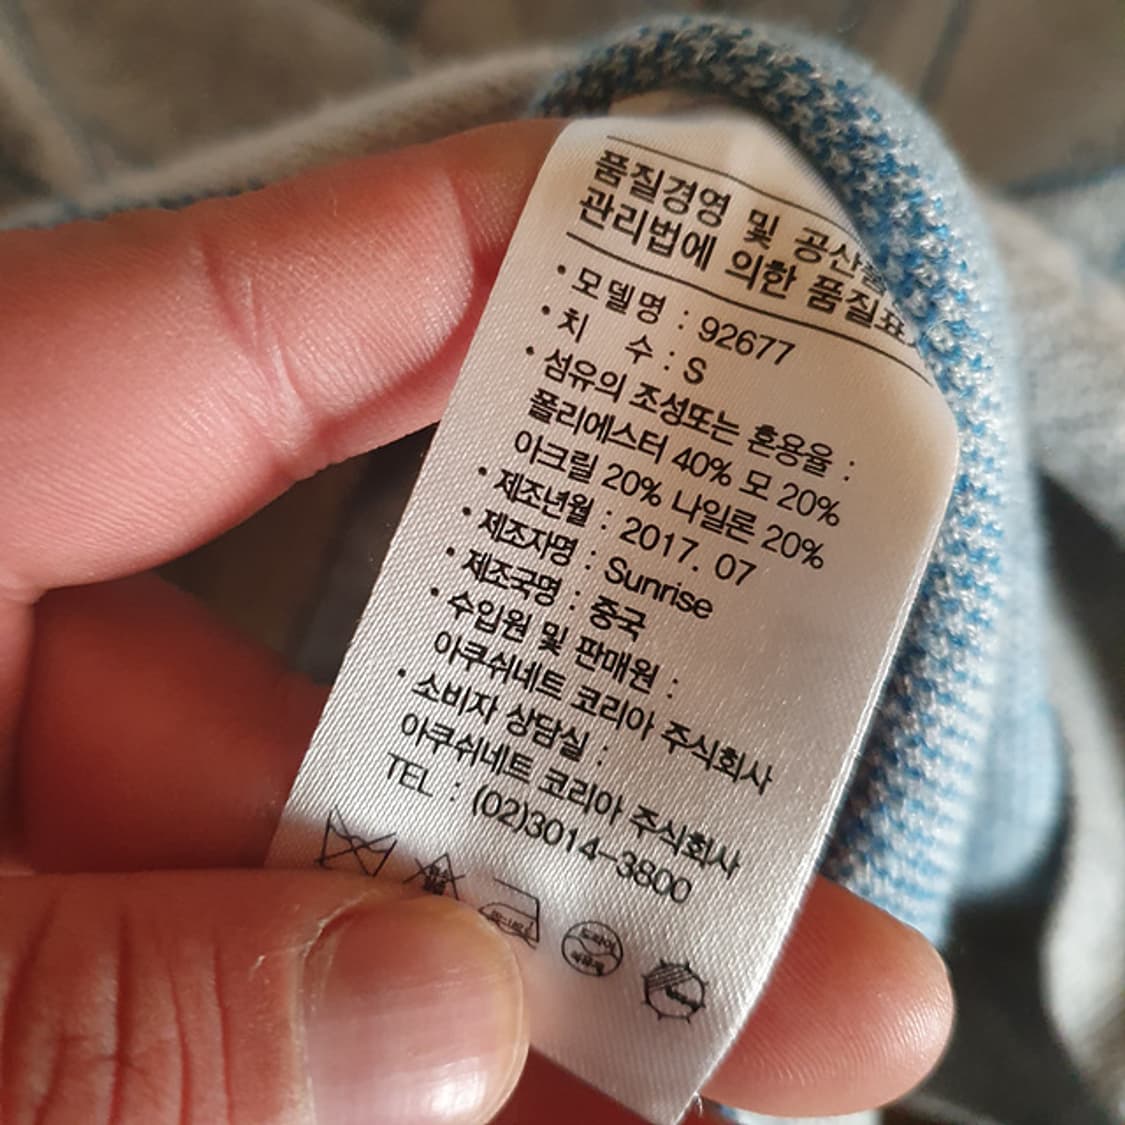 품질경영 및 공산
관리법에 의한 품질표
• 모델명 : 92677
• 치 수 : S
• 섬유의 조성또는 혼용율 :
폴리에스터 40% 모 20%
아크릴 20% 나일론 20%
• 제조년월 : 2017. 07
• 제조자명 : Sunrise
• 제조국명 : 중국
• 수입원 및 판매원 :
아쿠쉬네트 코리아 주식회사
• 소비자 상담실 :
아쿠쉬네트 코리아 주식회사
TEL : (02)3014-3800
드라이